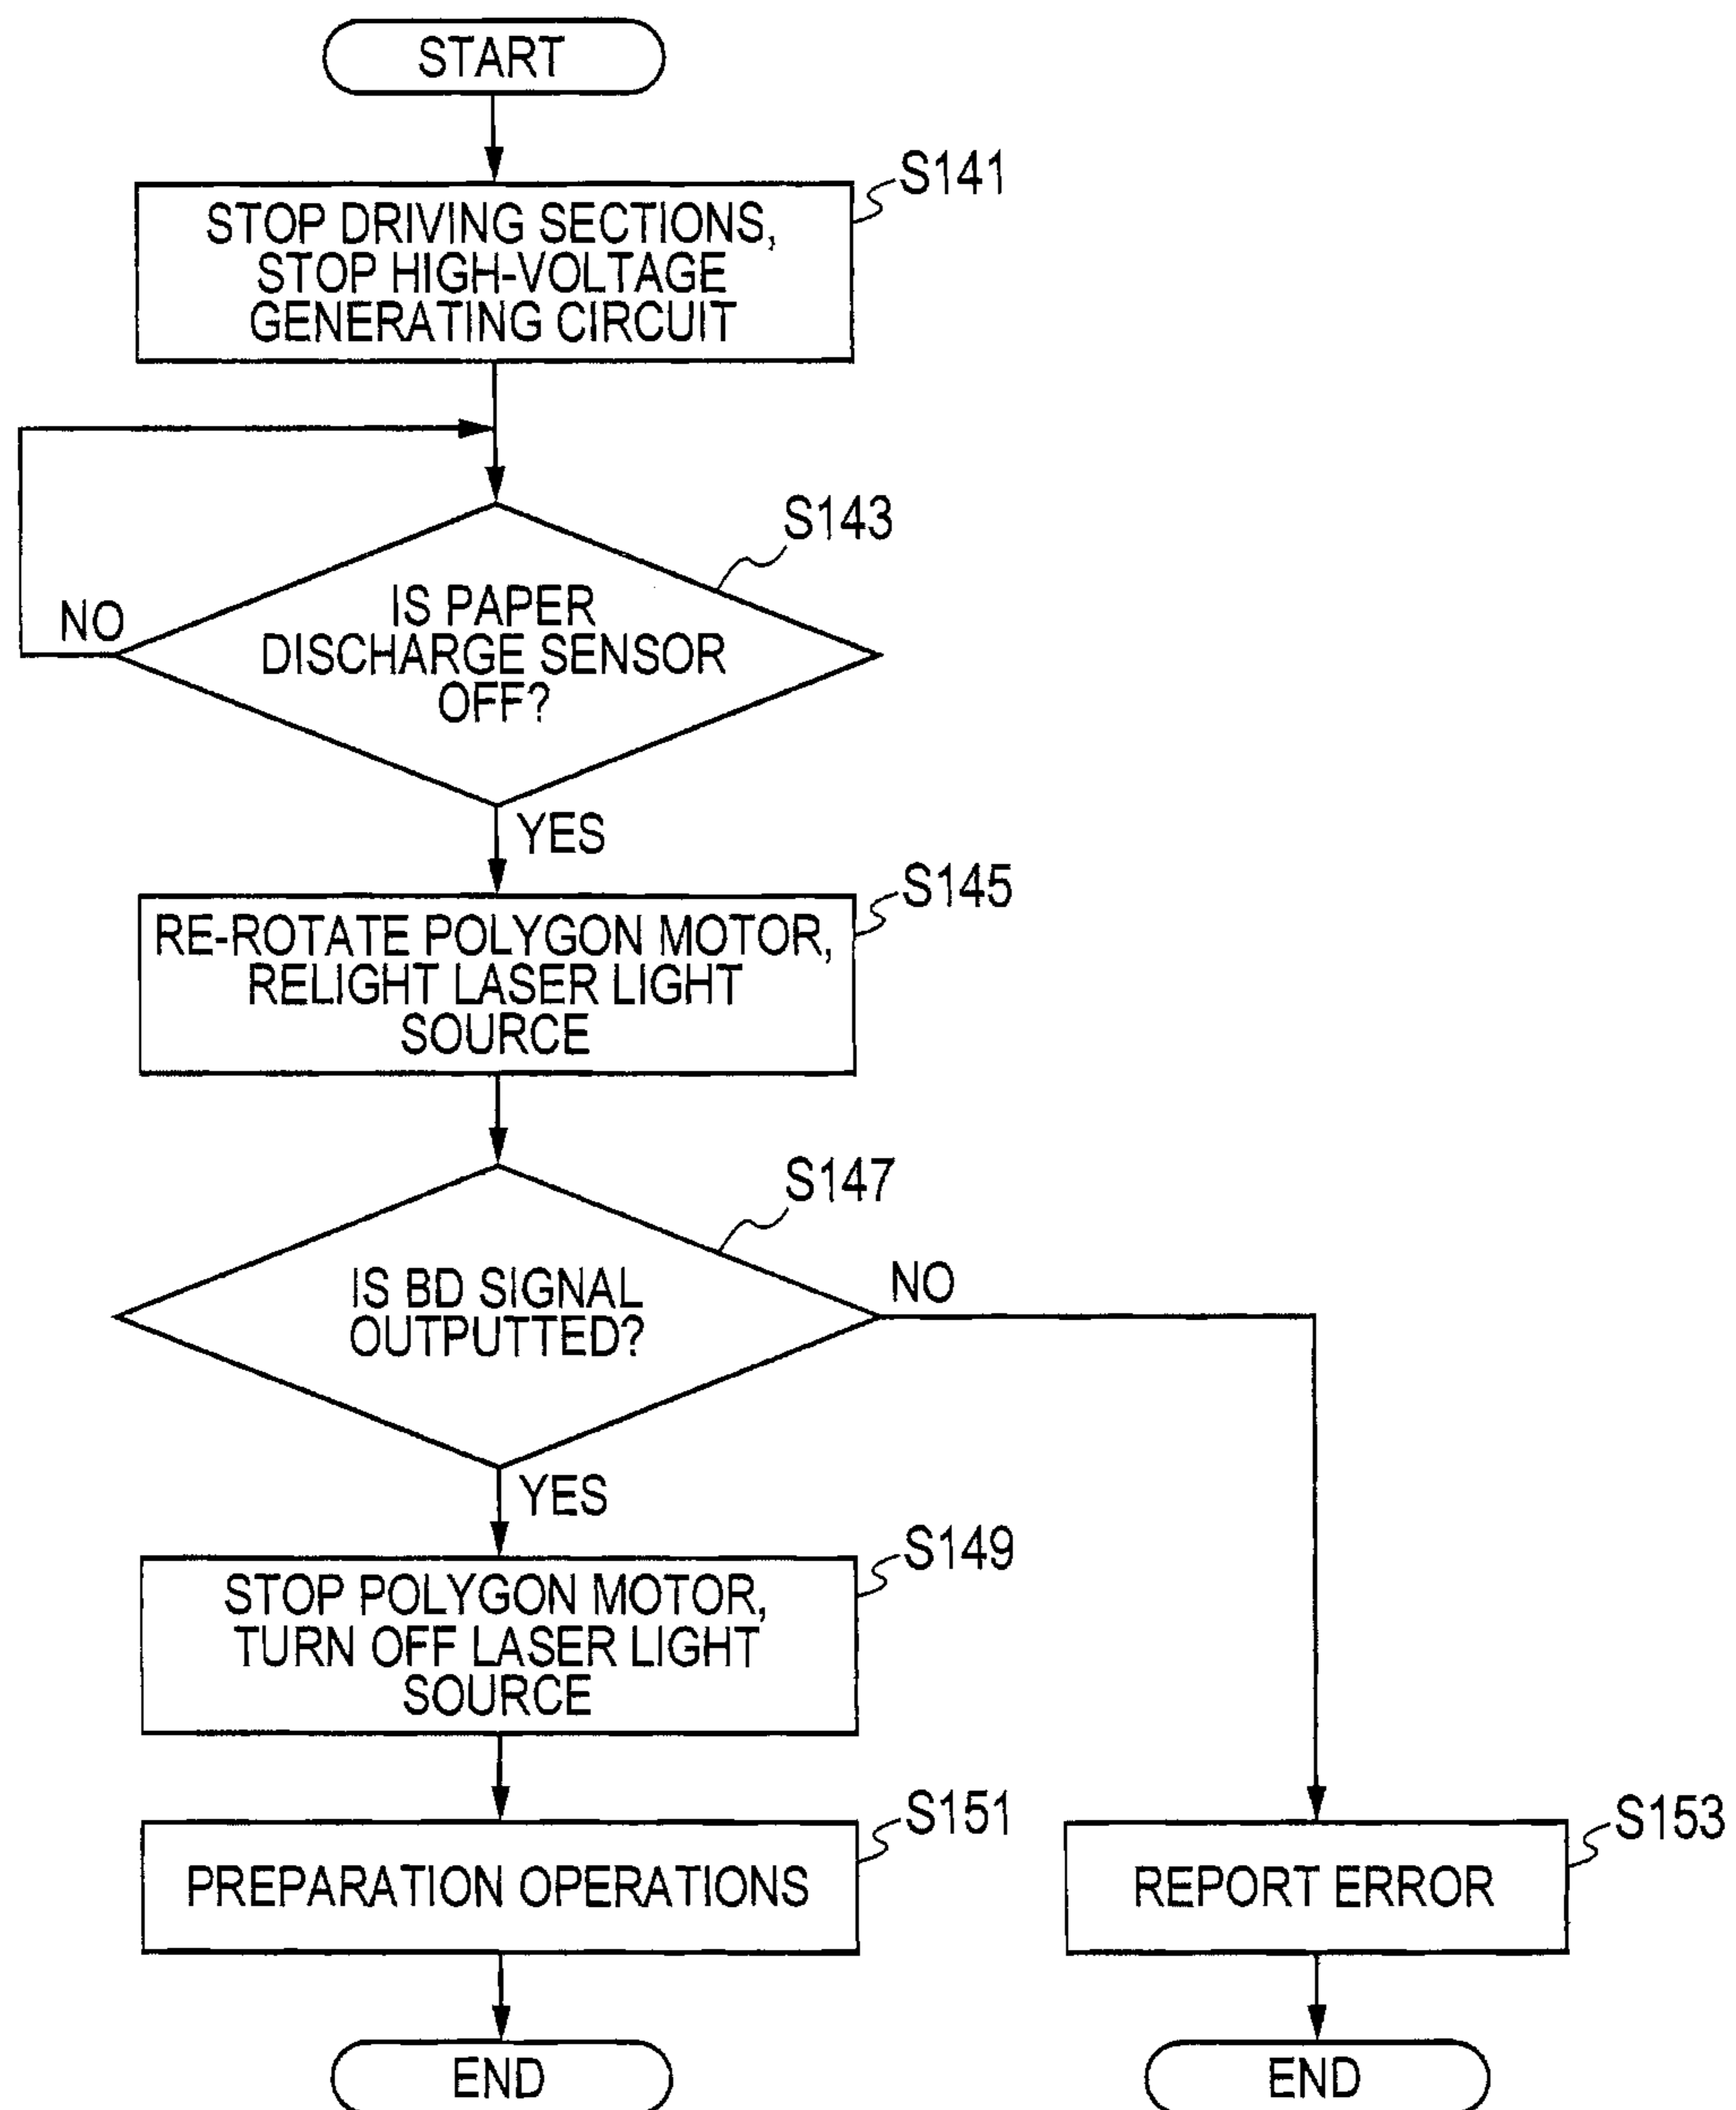 START
S141
STOP DRIVING SECTIONS,
STOP HIGH-VOLTAGE
GENERATING CIRCUIT
S143
IS PAPER
DISCHARGE SENSOR
OFF?
NO
YES
S145
RE-ROTATE POLYGON MOTOR,
RELIGHT LASER LIGHT
SOURCE
S147
IS BD SIGNAL
OUTPUTTED?
NO
YES
S149
STOP POLYGON MOTOR,
TURN OFF LASER LIGHT
SOURCE
S151
PREPARATION OPERATIONS
S153
REPORT ERROR
END
END